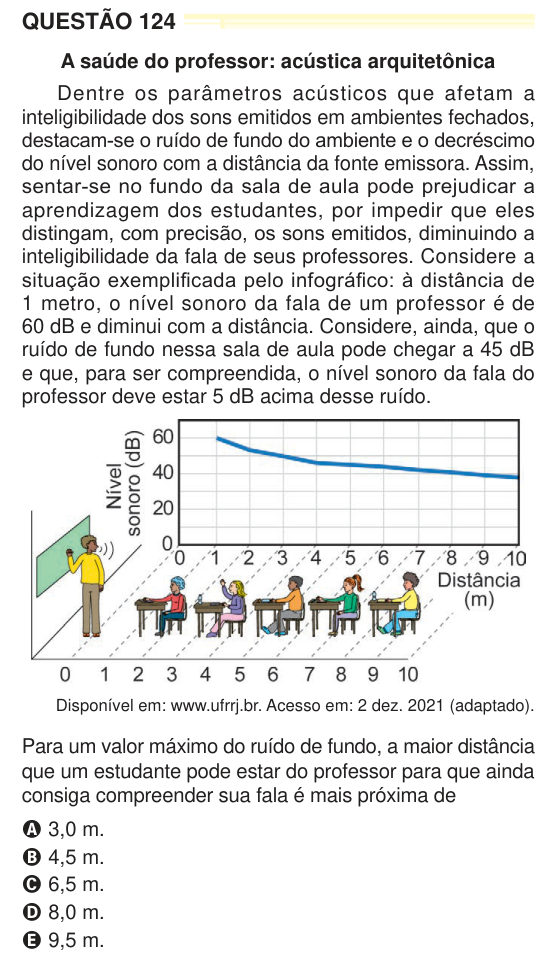 QUESTÃO 124
A saúde do professor: acústica arquitetônica
Dentre os parâmetros acústicos que afetam a
inteligibilidade dos sons emitidos em ambientes fechados,
destacam-se o ruído de fundo do ambiente e o decréscimo
do nível sonoro com a distância da fonte emissora. Assim,
sentar-se no fundo da sala de aula pode prejudicar a
aprendizagem dos estudantes, por impedir que eles
distingam, com precisão, os sons emitidos, diminuindo a
inteligibilidade da fala de seus professores. Considere a
situação exemplificada pelo infográfico: à distância de
1 metro, o nível sonoro da fala de um professor é de
60 dB e diminui com a distância. Considere, ainda, que o
ruído de fundo nessa sala de aula pode chegar a 45 dB
e que, para ser compreendida, o nível sonoro da fala do
professor deve estar 5 dB acima desse ruído.
Nível
sonoro (dB)
60
40
20
0
0 1 2 3 4 5 6 7 8 9 10
Distância
(m)
0 1 2 3 4 5 6 7 8 9 10
Disponível em: www.ufrrj.br. Acesso em: 2 dez. 2021 (adaptado).
Para um valor máximo do ruído de fundo, a maior distância
que um estudante pode estar do professor para que ainda
consiga compreender sua fala é mais próxima de
A 3,0 m.
B 4,5 m.
C 6,5 m.
D 8,0 m.
E 9,5 m.